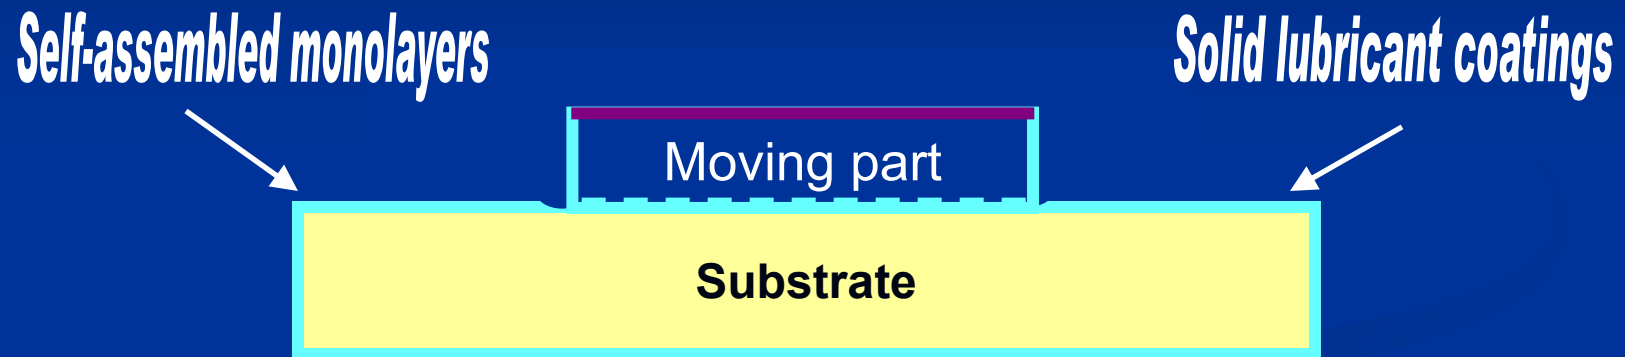 Self-assembled monolayers
Solid lubricant coatings
Moving part
Substrate